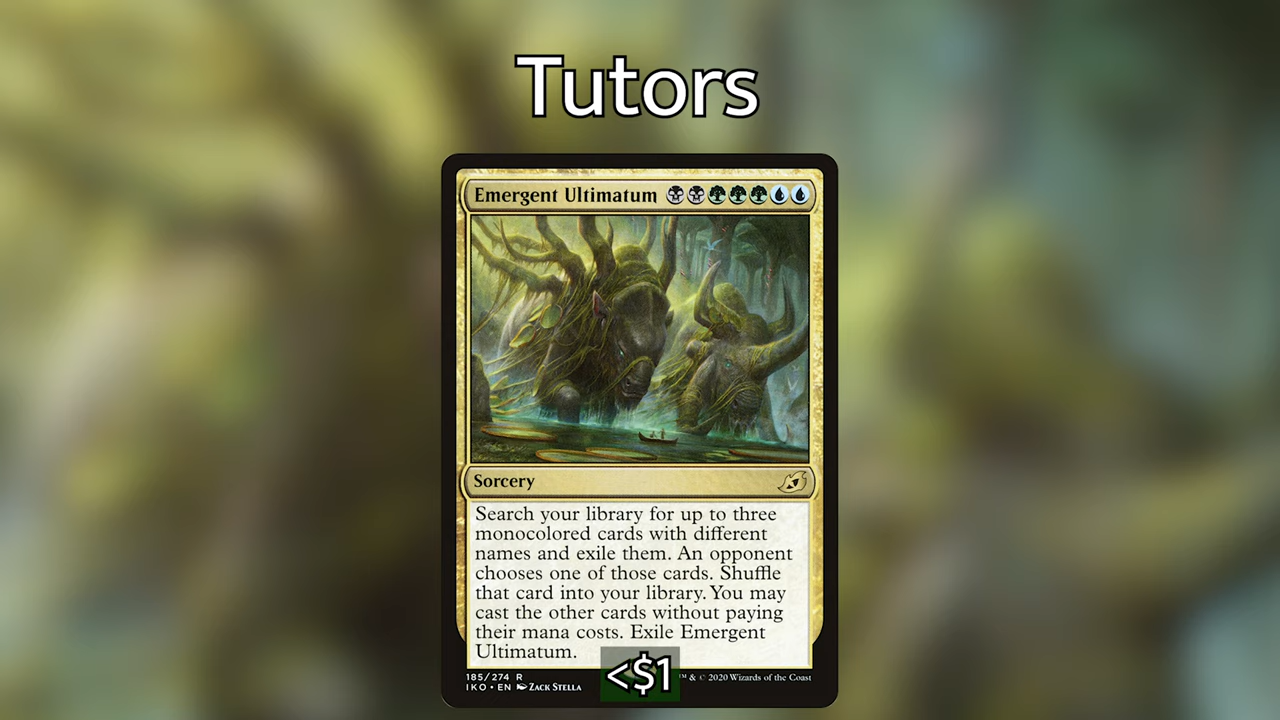 Tutors
Emergent Ultimatum
Sorcery
Search your library for up to three
monocolored cards with different
names and exile them. An opponent
chooses one of those cards. Shuffle
that card into your library. You may
cast the other cards without paying
their mana costs. Exile Emergent
Ultimatum.
<$1
185/274 R
IKO • EN Zack Stella
™ & © 2020 Wizards of the Coast